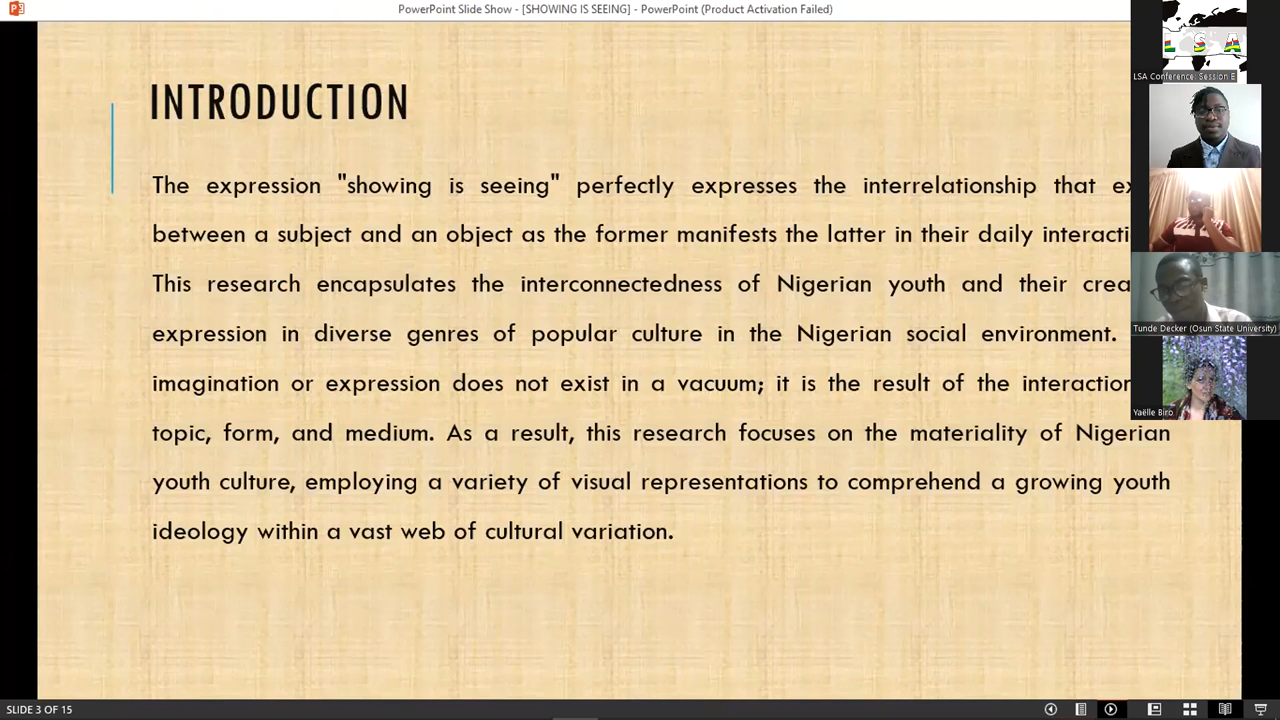 PowerPoint Slide Show - [SHOWING IS SEEING] - PowerPoint (Product Activation Failed)
INTRODUCTION
The expression "showing is seeing" perfectly expresses the interrelationship that
between a subject and an object as the former manifests the latter in their daily
This research encapsulates the interconnectedness of Nigerian youth and their
expression in diverse genres of popular culture in the Nigerian social environment.
imagination or expression does not exist in a vacuum; it is the result of the interaction
topic, form, and medium. As a result, this research focuses on the materiality of Nigerian
youth culture, employing a variety of visual representations to comprehend a growing youth
ideology within a vast web of cultural variation.
LSA
LSA Conference: Session E
Tunde Decker (Osun State University)
Yaëlle Biro
SLIDE 3 OF 15